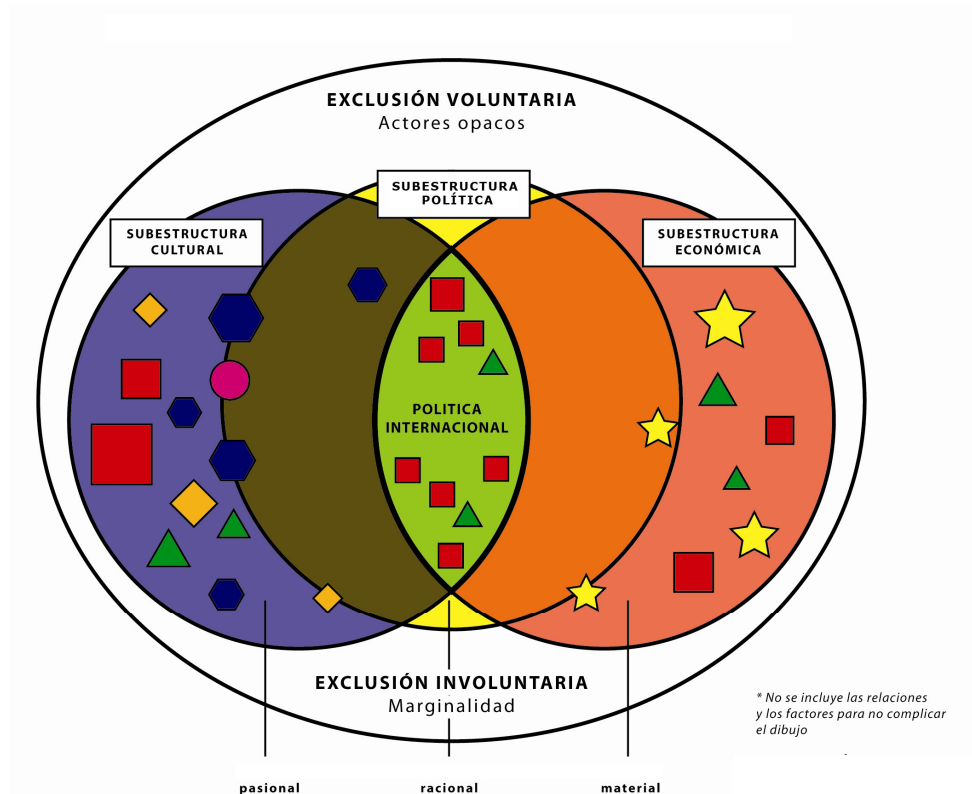 EXCLUSIÓN VOLUNTARIA
Actores opacos
SUBESTRUCTURA
POLÍTICA
SUBESTRUCTURA
CULTURAL
SUBESTRUCTURA
ECONÓMICA
POLITICA
INTERNACIONAL
EXCLUSIÓN INVOLUNTARIA
Marginalidad
* No se incluye las relaciones
y los factores para no complicar
el dibujo
pasional
racional
material